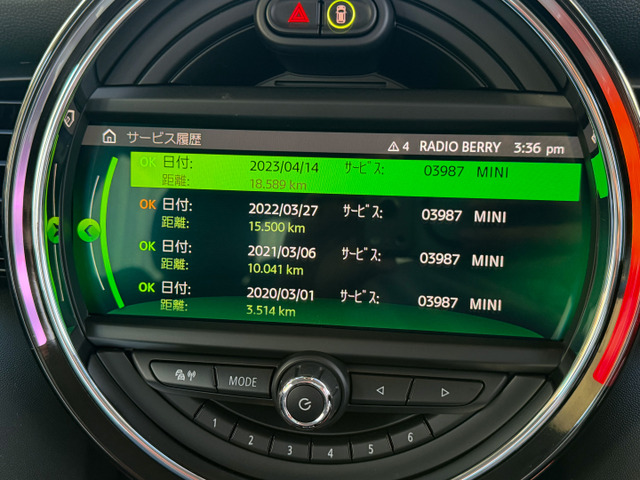 サービス履歴 4 RADIO BERRY 3:36 pm
OK 日付: 2023/04/14 ｻｰﾋﾞｽ: 03987 MINI
距離: 18.589 km
OK 日付: 2022/03/27 ｻｰﾋﾞｽ: 03987 MINI
距離: 15.500 km
OK 日付: 2021/03/06 ｻｰﾋﾞｽ: 03987 MINI
距離: 10.041 km
OK 日付: 2020/03/01 ｻｰﾋﾞｽ: 03987 MINI
距離: 3.514 km
MODE
1 2 3 4 5 6